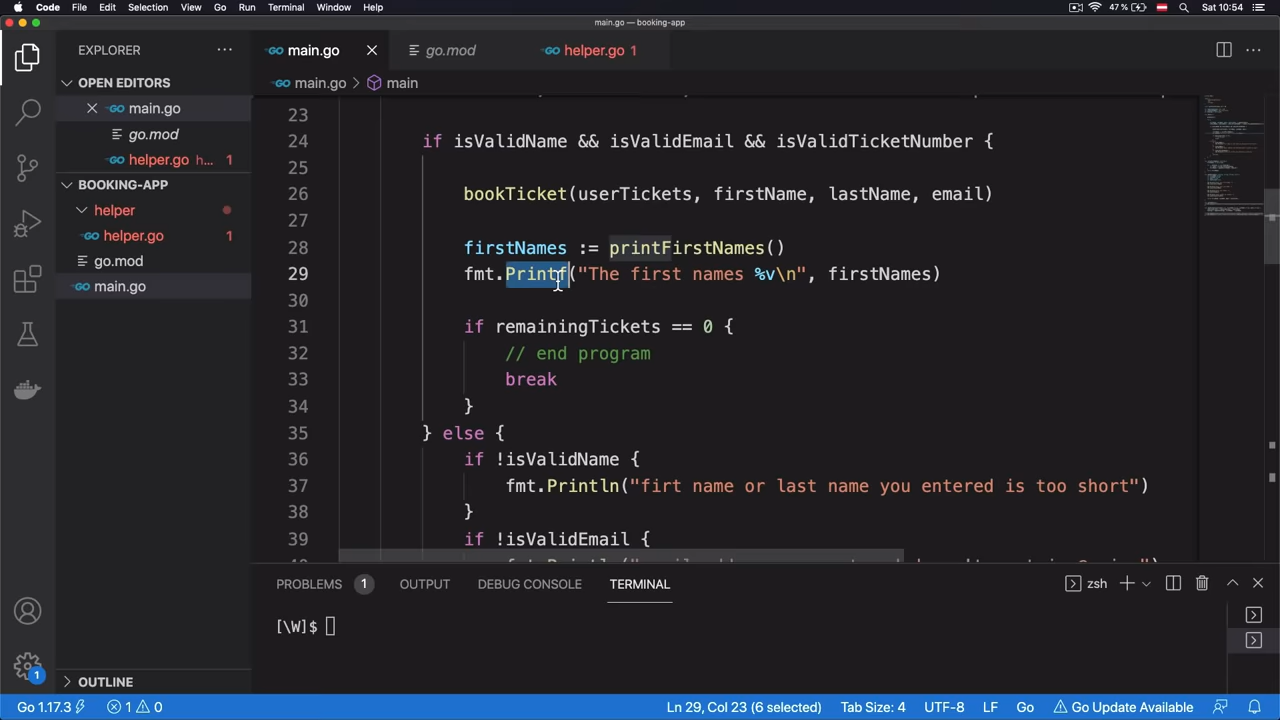 Code File Edit Selection View Go Run Terminal Window Help 47 % Sat 10:54
main.go — booking-app
EXPLORER
OPEN EDITORS
main.go
go.mod
helper.go h... 1
BOOKING-APP
helper
helper.go 1
go.mod
main.go
OUTLINE
main.go go.mod helper.go 1
main.go > main
23
24 if isValidName && isValidEmail && isValidTicketNumber {
25
26 bookTicket(userTickets, firstName, lastName, email)
27
28 firstNames := printFirstNames()
29 fmt.Printf("The first names %v\n", firstNames)
30
31 if remainingTickets == 0 {
32 // end program
33 break
34 }
35 } else {
36 if !isValidName {
37 fmt.Println("firt name or last name you entered is too short")
38 }
39 if !isValidEmail {
PROBLEMS 1 OUTPUT DEBUG CONSOLE TERMINAL zsh
[\W]$
1
Go 1.17.3 1 0 Ln 29, Col 23 (6 selected) Tab Size: 4 UTF-8 LF Go Go Update Available